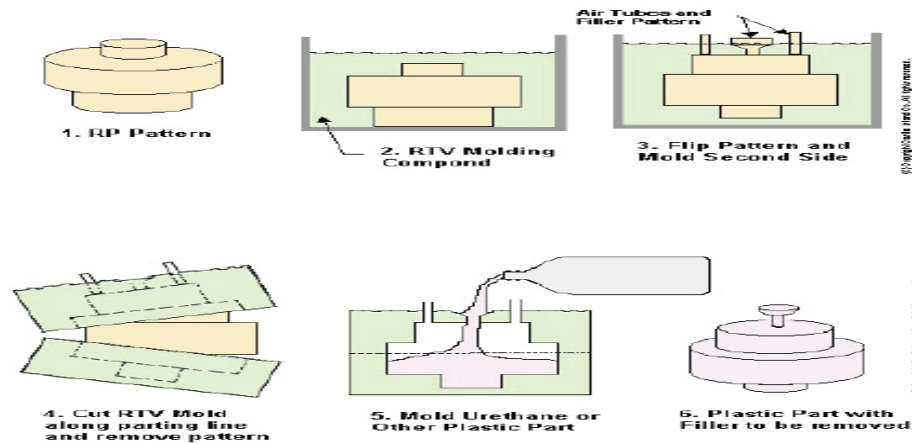 Air Tubes and
Filler Pattern
1. RP Pattern
2. RTV Molding
Compond
3. Flip Pattern and
Mold Second Side
4. Cut RTV Mold
along parting line
and remove pattern
5. Mold Urethane or
Other Plastic Part
6. Plastic Part with
Filler to be removed